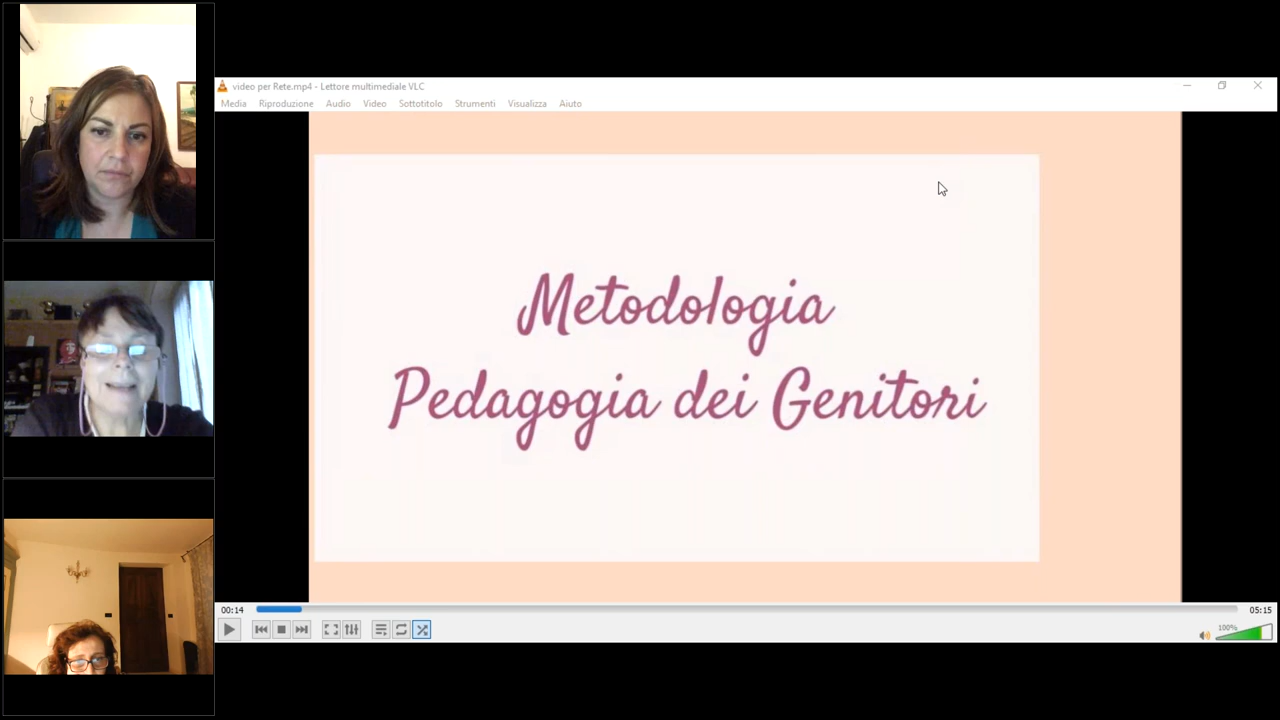 video per Rete.mp4 - Lettore multimediale VLC
Media Riproduzione Audio Video Sottotitolo Strumenti Visualizza Aiuto
Metodologia
Pedagogia dei Genitori
00:14 05:15
100%